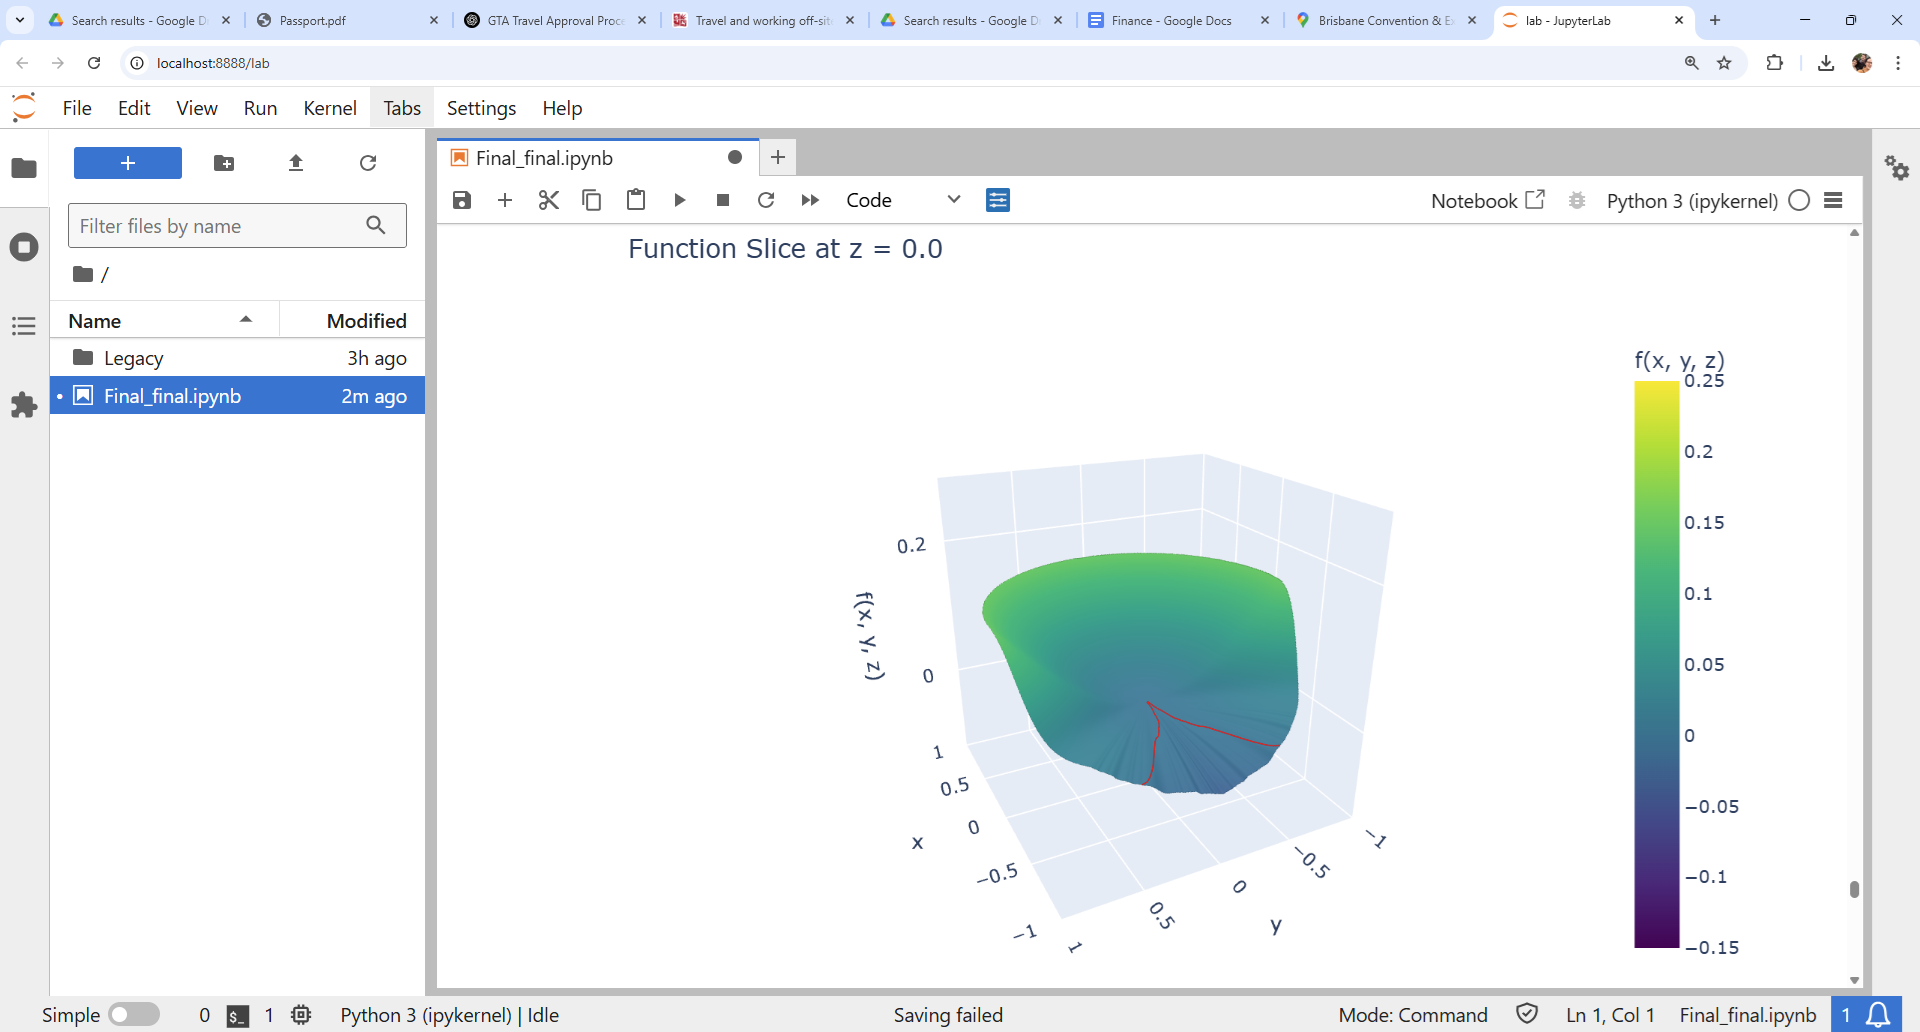 Search results - Google D
Passport.pdf
GTA Travel Approval Proce
Travel and working off-site
Search results - Google D
Finance - Google Docs
Brisbane Convention & E
lab - JupyterLab
localhost:8888/lab
File Edit View Run Kernel Tabs Settings Help
Final_final.ipynb
Filter files by name
/
Name Modified
Legacy 3h ago
Final_final.ipynb 2m ago
Code
Notebook
Python 3 (ipykernel)
Function Slice at z = 0.0
f(x, y, z)
0.25
0.2
0.15
0.1
0.05
0
−0.05
−0.1
−0.15
0.2
0
f(x, y, z)
1
0.5
0
−0.5
−1
x
1
0.5
0
−0.5
−1
y
Simple 0 $_ 1 Python 3 (ipykernel) | Idle Saving failed Mode: Command Ln 1, Col 1 Final_final.ipynb 1